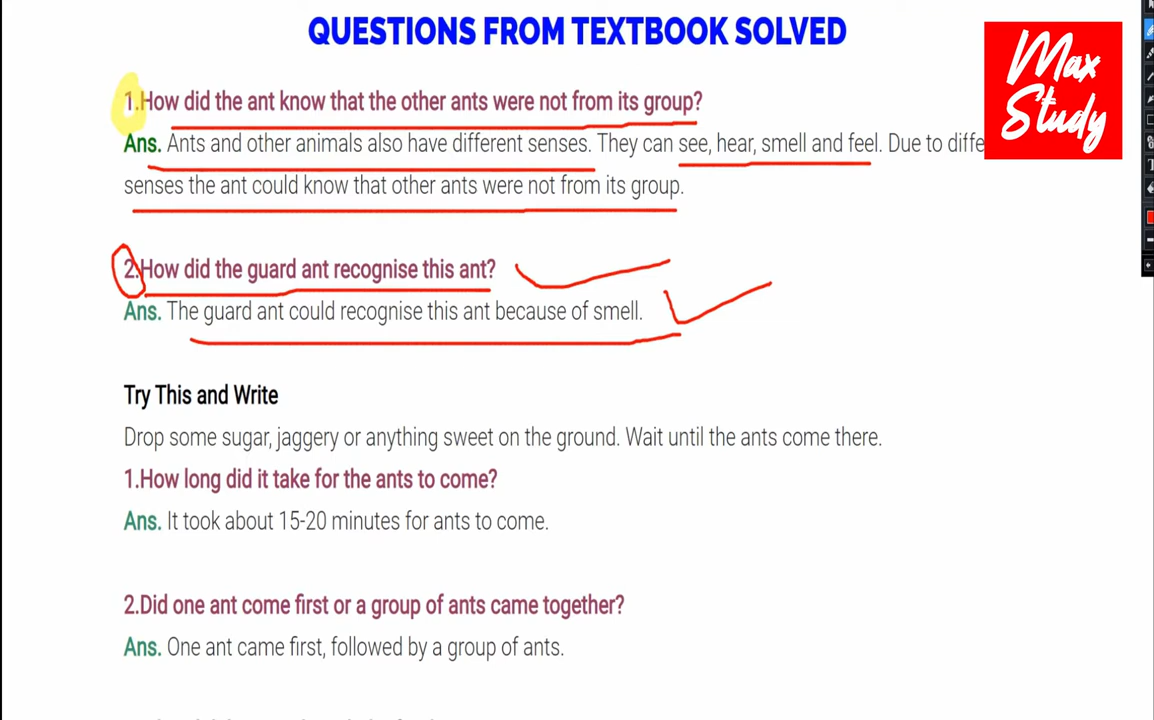 QUESTIONS FROM TEXTBOOK SOLVED
Max
Study
1.How did the ant know that the other ants were not from its group?
Ans. Ants and other animals also have different senses. They can see, hear, smell and feel. Due to diffe
senses the ant could know that other ants were not from its group.
2.How did the guard ant recognise this ant?
Ans. The guard ant could recognise this ant because of smell.
Try This and Write
Drop some sugar, jaggery or anything sweet on the ground. Wait until the ants come there.
1.How long did it take for the ants to come?
Ans. It took about 15-20 minutes for ants to come.
2.Did one ant come first or a group of ants came together?
Ans. One ant came first, followed by a group of ants.